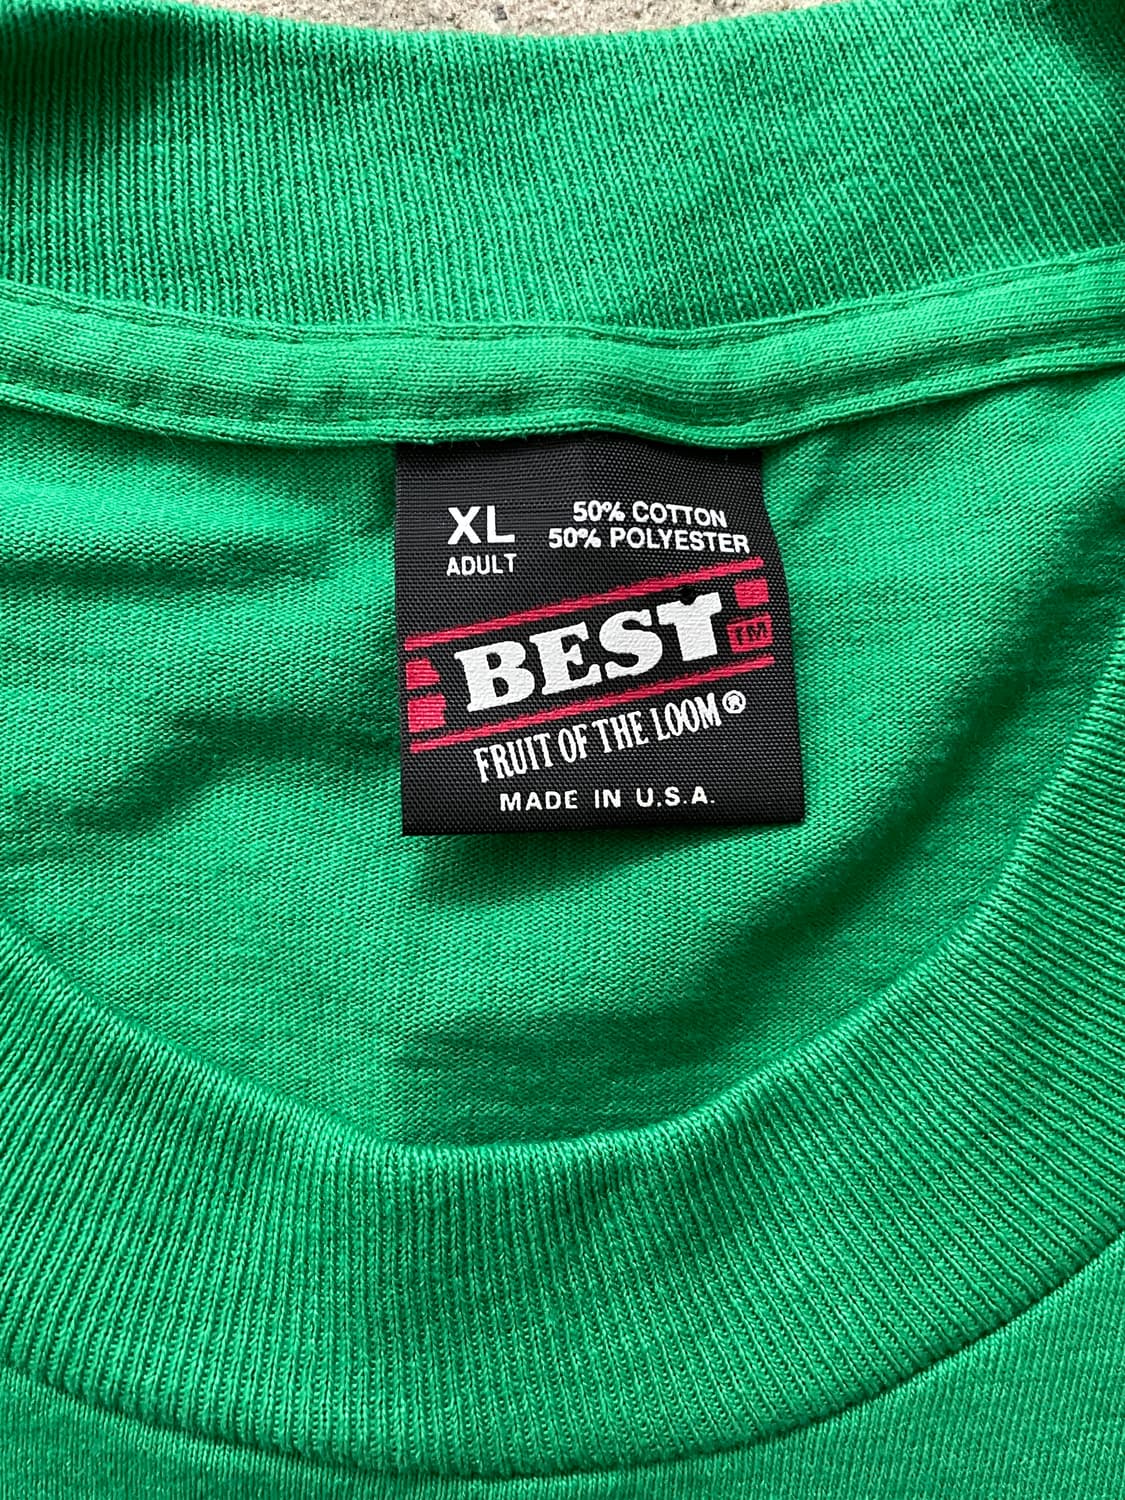 XL
ADULT
50% COTTON
50% POLYESTER
BEST TM
FRUIT OF THE LOOM®
MADE IN U.S.A.